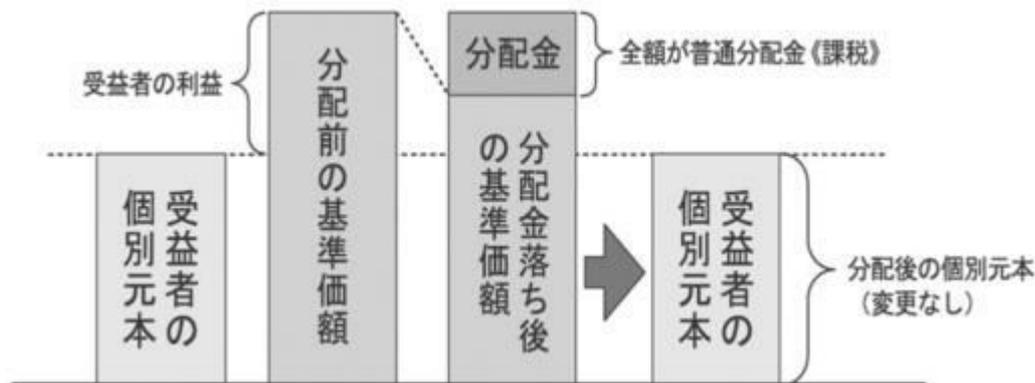 受益者の利益
受益者の
個別元本
分配前の基準価額
分配金
全額が普通分配金《課税》
分配金落ち後
の基準価額
受益者の
個別元本
分配後の個別元本
(変更なし)